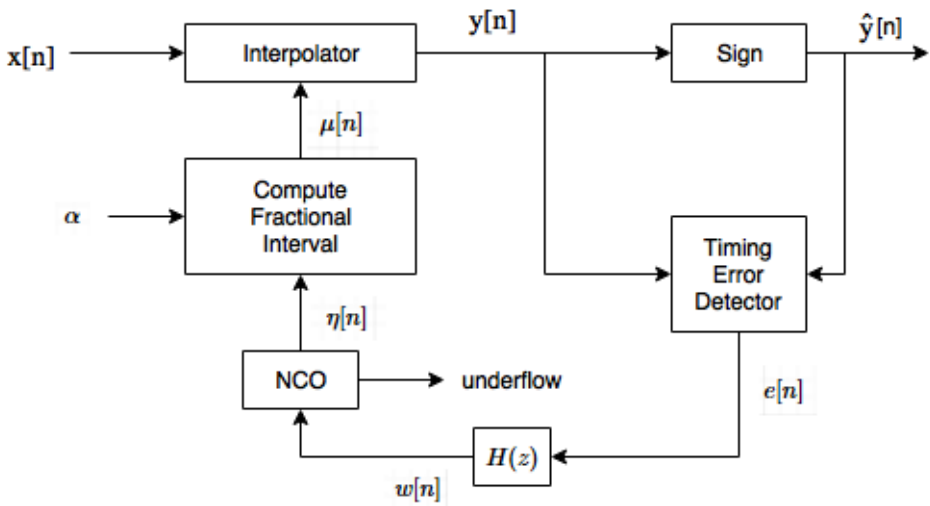 x[n]
Interpolator
y[n]
Sign
ŷ[n]
μ[n]
α
Compute
Fractional
Interval
Timing
Error
Detector
η[n]
NCO
underflow
e[n]
H(z)
w[n]